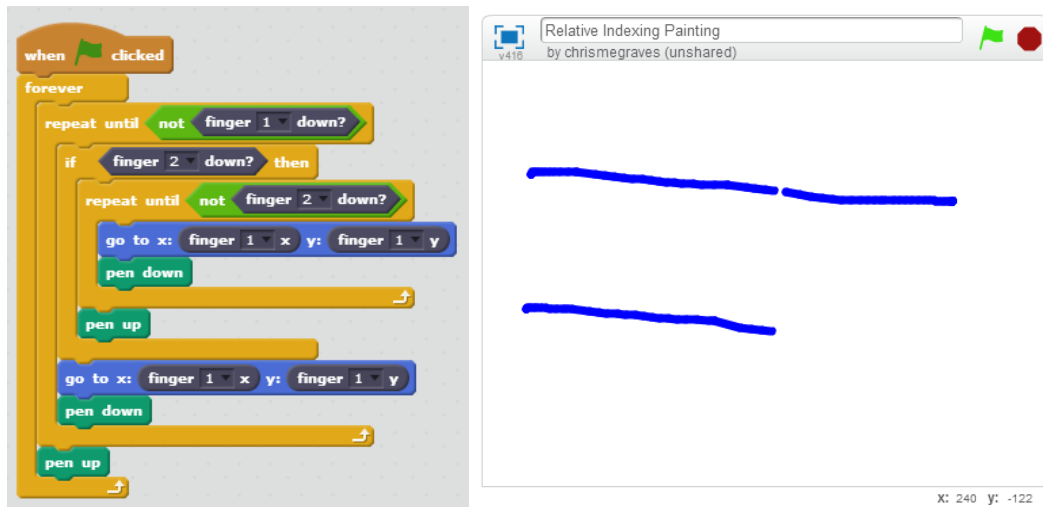 when clicked
forever
repeat until not finger 1 down?
if finger 2 down? then
repeat until not finger 2 down?
go to x: finger 1 x y: finger 1 y
pen down
pen up
go to x: finger 1 x y: finger 1 y
pen down
pen up
Relative Indexing Painting
v416 by chrismegraves (unshared)
x: 240 y: -122